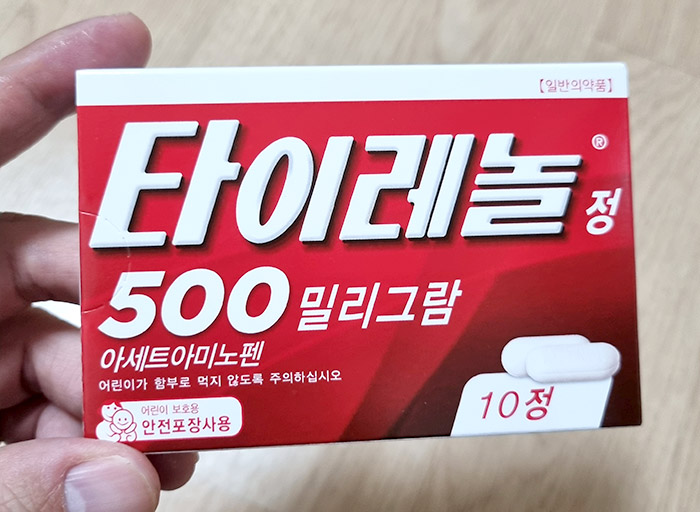 【일반의약품】
타이레놀® 정
500 밀리그람
아세트아미노펜
어린이가 함부로 먹지 않도록 주의하십시오
어린이 보호용
안전포장사용
10정